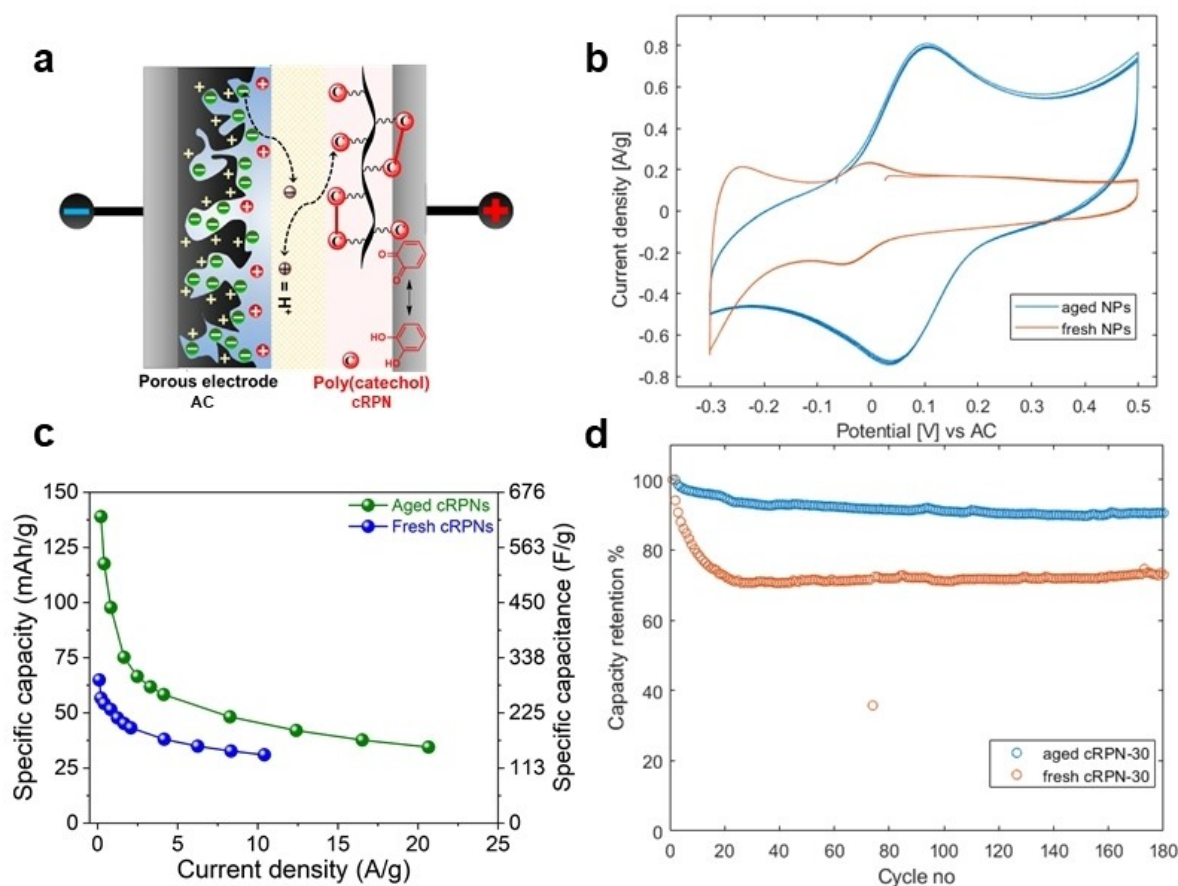 a
+
−
+H = ⊕
O
O
HO
HO
Porous electrode
AC
Poly(catechol)
cRPN
b
Current density [A/g]
0.8
0.6
0.4
0.2
0
-0.2
-0.4
-0.6
-0.8
aged NPs
fresh NPs
-0.3
-0.2
-0.1
0
0.1
0.2
0.3
0.4
0.5
Potential [V] vs AC
c
Specific capacity (mAh/g)
150
125
100
75
50
25
0
Aged cRPNs
Fresh cRPNs
676
563
450
338
225
113
0
Specific capacitance (F/g)
0
5
10
15
20
25
Current density (A/g)
d
Capacity retention %
100
80
60
40
20
0
aged cRPN-30
fresh cRPN-30
0
20
40
60
80
100
120
140
160
180
Cycle no